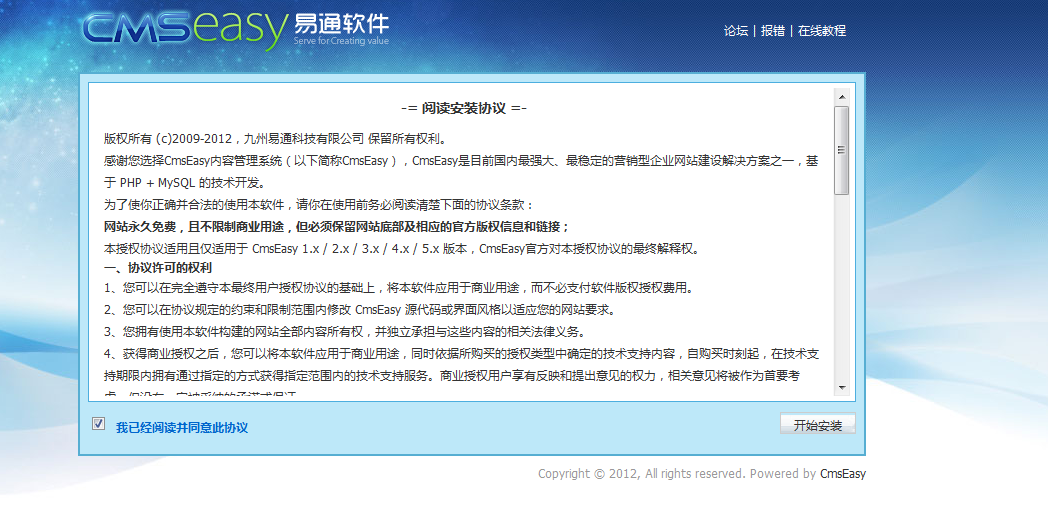 CMSeasy 易通软件
Serve for Creating value
论坛 | 报错 | 在线教程
-= 阅读安装协议 =-
版权所有 (c)2009-2012，九州易通科技有限公司 保留所有权利。
感谢您选择CmsEasy内容管理系统（以下简称CmsEasy），CmsEasy是目前国内最强大、最稳定的营销型企业网站建设解决方案之一，基
于 PHP + MySQL 的技术开发。
为了使你正确并合法的使用本软件，请你在使用前务必阅读清楚下面的协议条款：
网站永久免费，且不限制商业用途，但必须保留网站底部及相应的官方版权信息和链接；
本授权协议适用且仅适用于 CmsEasy 1.x / 2.x / 3.x / 4.x / 5.x 版本，CmsEasy官方对本授权协议的最终解释权。
一、协议许可的权利
1、您可以在完全遵守本最终用户授权协议的基础上，将本软件应用于商业用途，而不必支付软件版权授权费用。
2、您可以在协议规定的约束和限制范围内修改 CmsEasy 源代码或界面风格以适应您的网站要求。
3、您拥有使用本软件构建的网站全部内容所有权，并独立承担与这些内容的相关法律义务。
4、获得商业授权之后，您可以将本软件应用于商业用途，同时依据所购买的授权类型中确定的技术支持内容，自购买时刻起，在技术支
持期限内拥有通过指定的方式获得指定范围内的技术支持服务。商业授权用户享有反映和提出意见的权力，相关意见将被作为首要考
我已经阅读并同意此协议
开始安装
Copyright © 2012, All rights reserved. Powered by CmsEasy